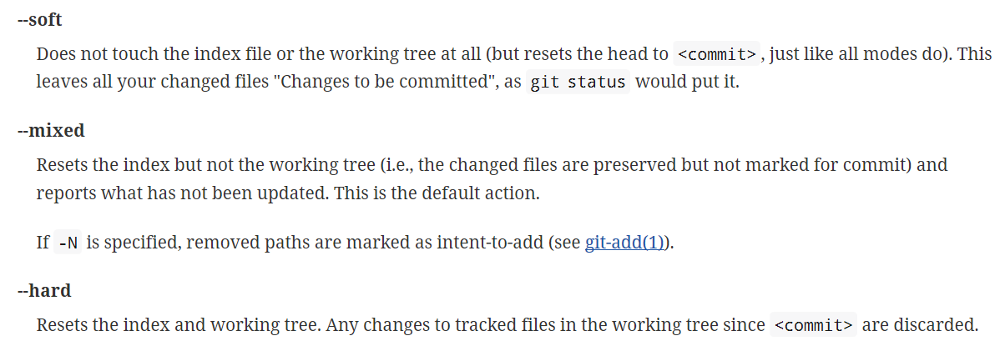 --soft
Does not touch the index file or the working tree at all (but resets the head to <commit>, just like all modes do). This
leaves all your changed files "Changes to be committed", as git status would put it.
--mixed
Resets the index but not the working tree (i.e., the changed files are preserved but not marked for commit) and
reports what has not been updated. This is the default action.
If -N is specified, removed paths are marked as intent-to-add (see git-add(1)).
--hard
Resets the index and working tree. Any changes to tracked files in the working tree since <commit> are discarded.